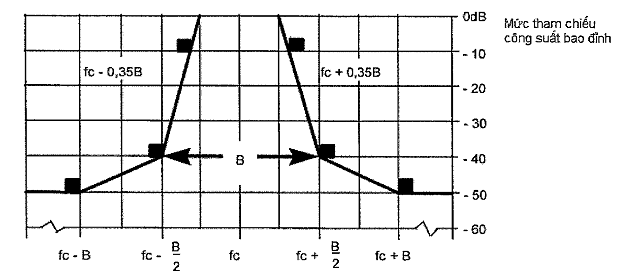 0dB
Mức tham chiếu
công suất bao đỉnh
- 10
fc - 0,35B
fc + 0,35B
- 20
- 30
- 40
B
- 50
- 60
fc - B
fc - B/2
fc
fc + B/2
fc + B